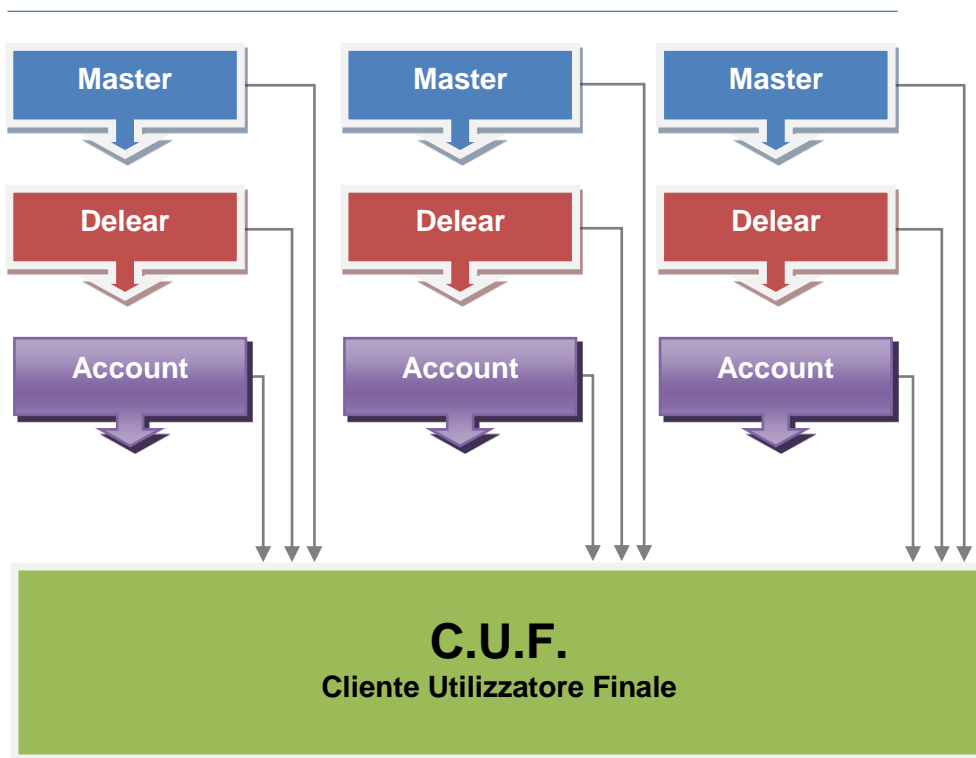 Master
Master
Master
Delear
Delear
Delear
Account
Account
Account
C.U.F.
Cliente Utilizzatore Finale